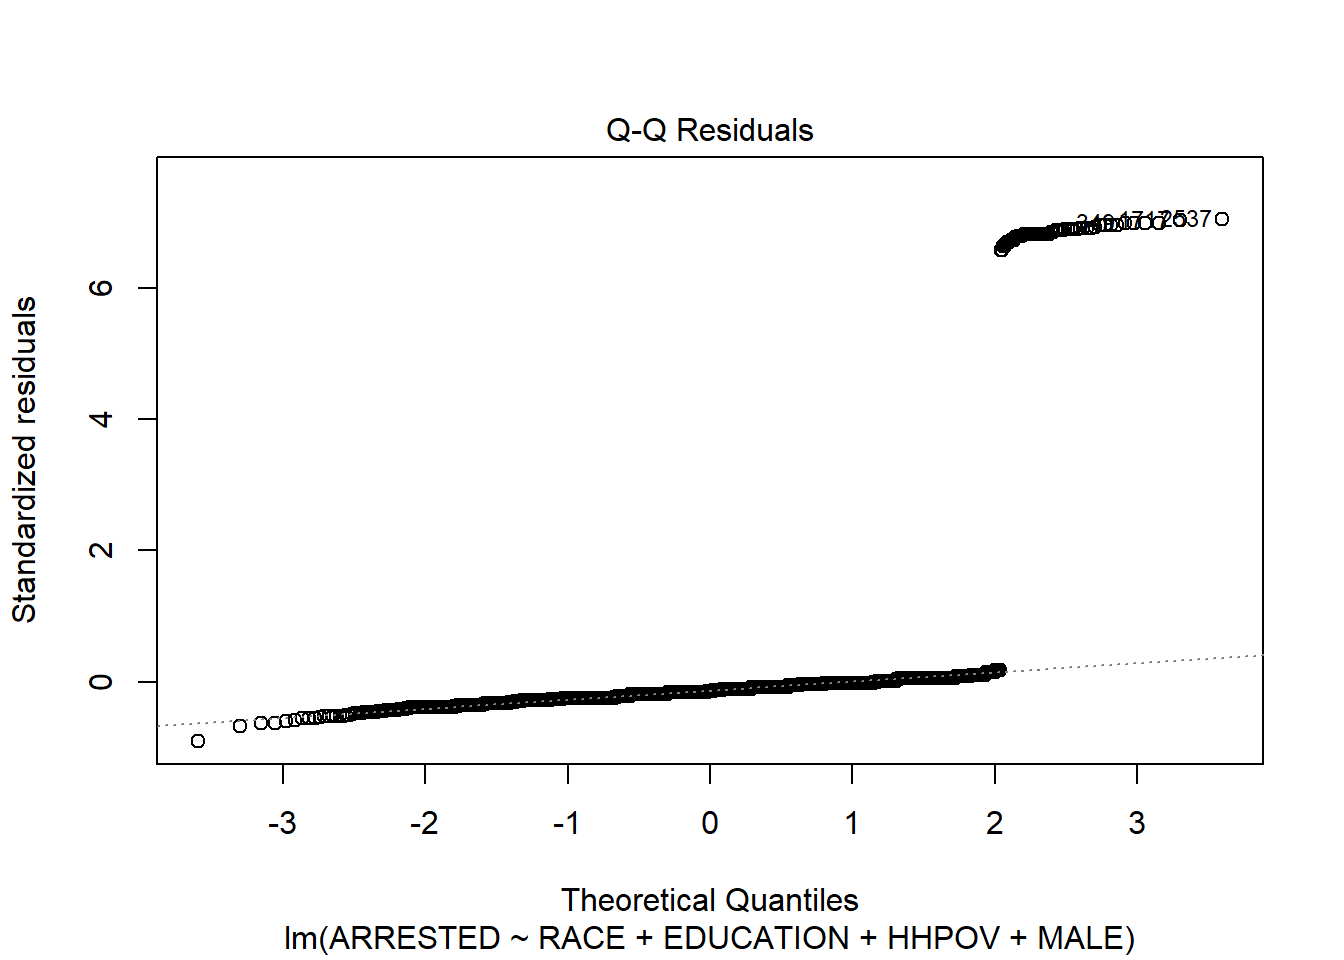 Q-Q Residuals
2537
Standardized residuals
6
4
2
0
-3 -2 -1 0 1 2 3
Theoretical Quantiles
lm(ARRESTED ~ RACE + EDUCATION + HHPOV + MALE)